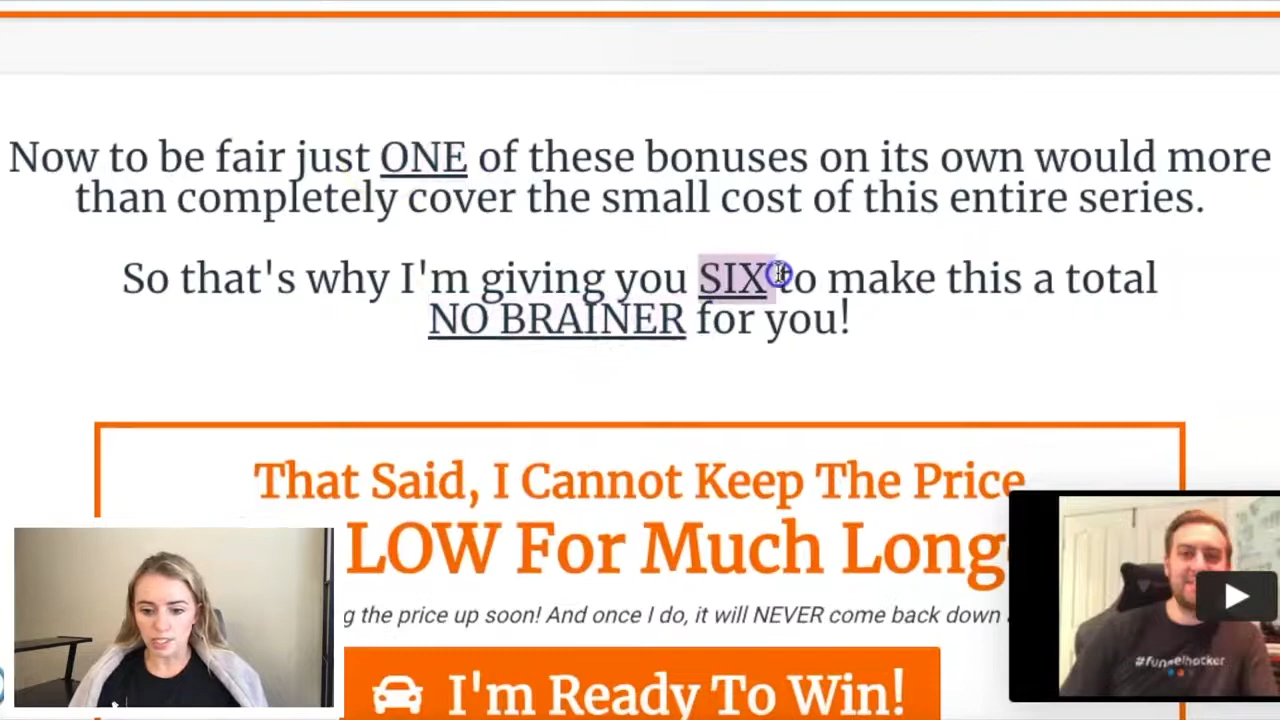 Now to be fair just ONE of these bonuses on its own would more
than completely cover the small cost of this entire series.
So that's why I'm giving you SIX to make this a total
NO BRAINER for you!
That Said, I Cannot Keep The Price
LOW For Much
the price up soon! And once I do, it will NEVER come back down
I'm Ready To Win!
#funnelhacker